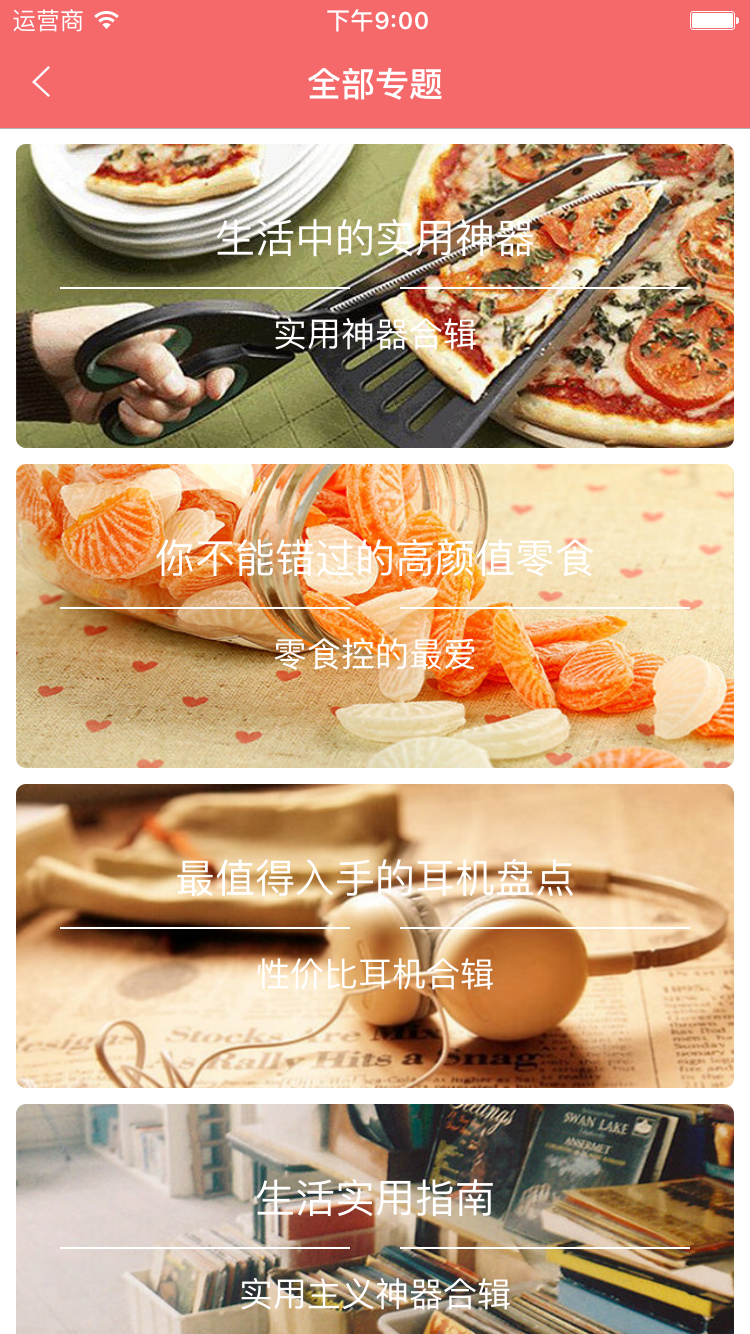 运营商
下午9:00
全部专题
生活中的实用神器
实用神器合辑
你不能错过的高颜值零食
零食控的最爱
最值得入手的耳机盘点
性价比耳机合辑
Stocks Are Mix
As Rally Hits a Snag
SWAN LAKE
ANSERMET
生活实用指南
实用主义神器合辑